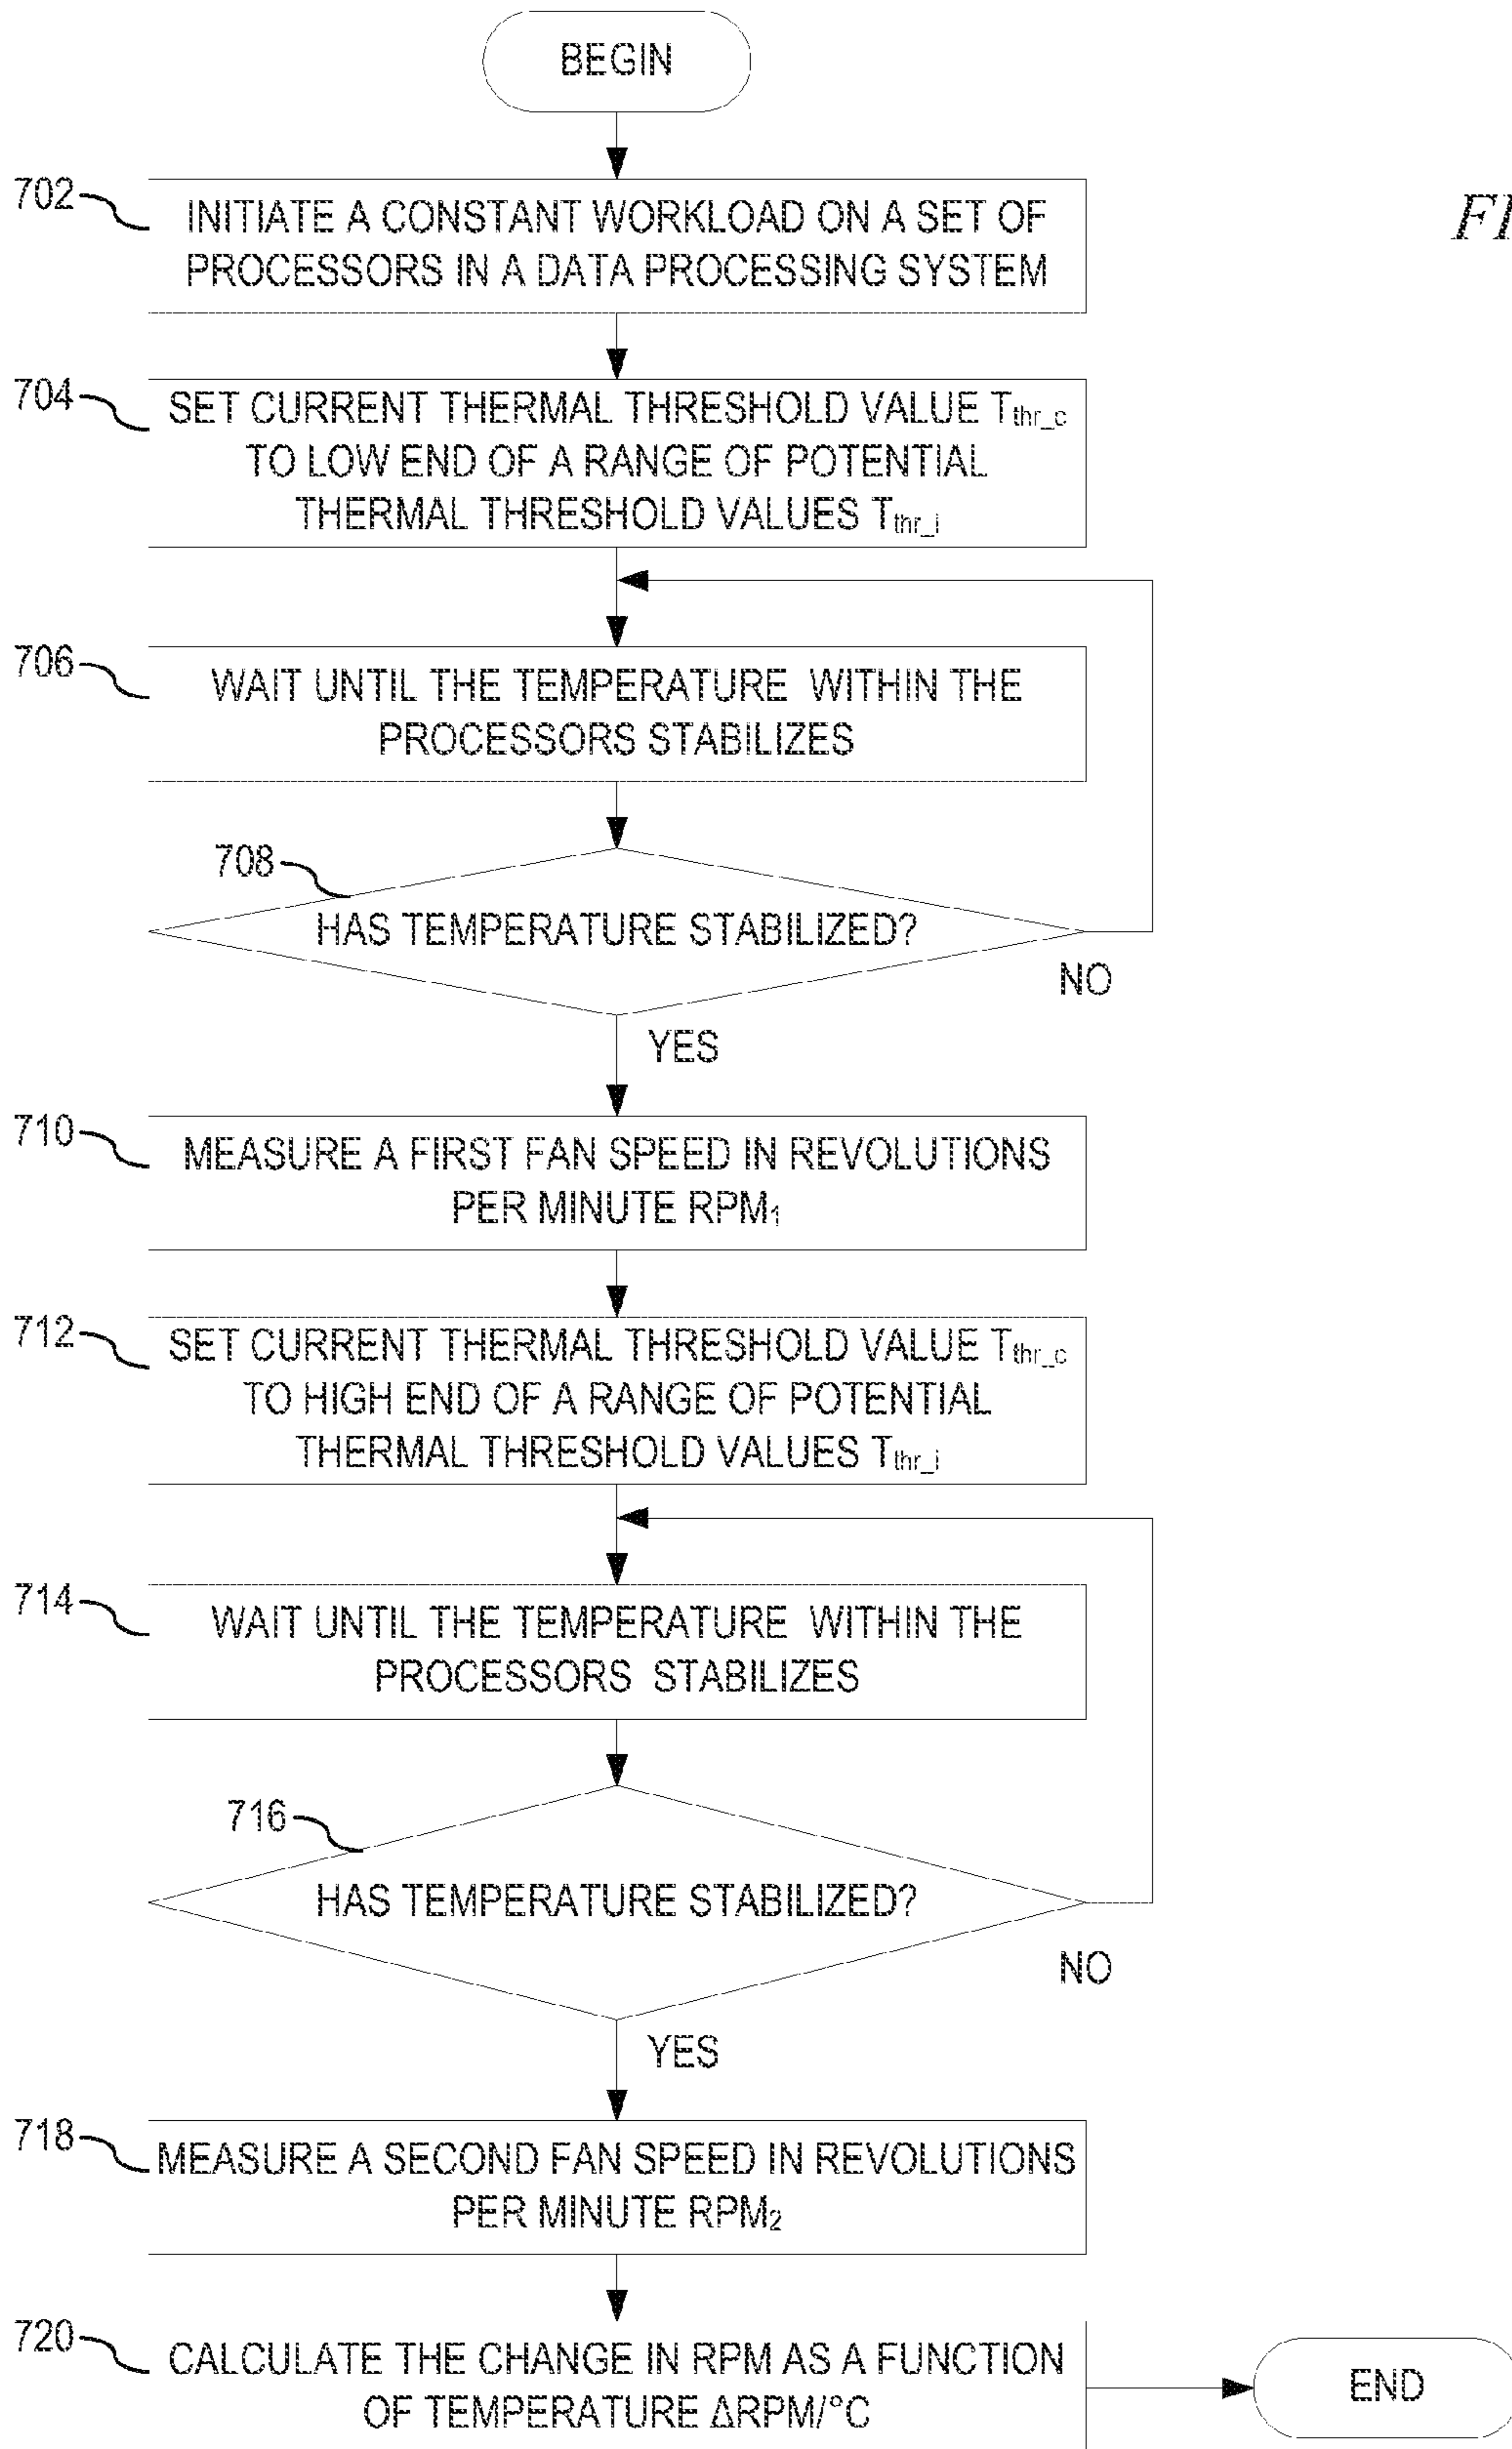 BEGIN
FI
702
INITIATE A CONSTANT WORKLOAD ON A SET OF
PROCESSORS IN A DATA PROCESSING SYSTEM
704
SET CURRENT THERMAL THRESHOLD VALUE Tthr_c
TO LOW END OF A RANGE OF POTENTIAL
THERMAL THRESHOLD VALUES Tthr_i
706
WAIT UNTIL THE TEMPERATURE WITHIN THE
PROCESSORS STABILIZES
708
HAS TEMPERATURE STABILIZED?
NO
YES
710
MEASURE A FIRST FAN SPEED IN REVOLUTIONS
PER MINUTE RPM₁
712
SET CURRENT THERMAL THRESHOLD VALUE Tthr_c
TO HIGH END OF A RANGE OF POTENTIAL
THERMAL THRESHOLD VALUES Tthr_i
714
WAIT UNTIL THE TEMPERATURE WITHIN THE
PROCESSORS STABILIZES
716
HAS TEMPERATURE STABILIZED?
NO
YES
718
MEASURE A SECOND FAN SPEED IN REVOLUTIONS
PER MINUTE RPM₂
720
CALCULATE THE CHANGE IN RPM AS A FUNCTION
OF TEMPERATURE ΔRPM/°C
END